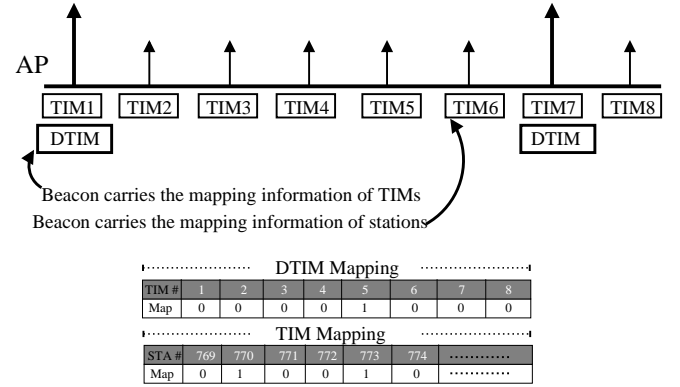 AP
TIM1 TIM2 TIM3 TIM4 TIM5 TIM6 TIM7 TIM8
DTIM DTIM
Beacon carries the mapping information of TIMs
Beacon carries the mapping information of stations
DTIM Mapping
TIM # 1 2 3 4 5 6 7 8
Map 0 0 0 0 1 0 0 0
TIM Mapping
STA # 769 770 771 772 773 774 ............
Map 0 1 0 0 1 0 ............